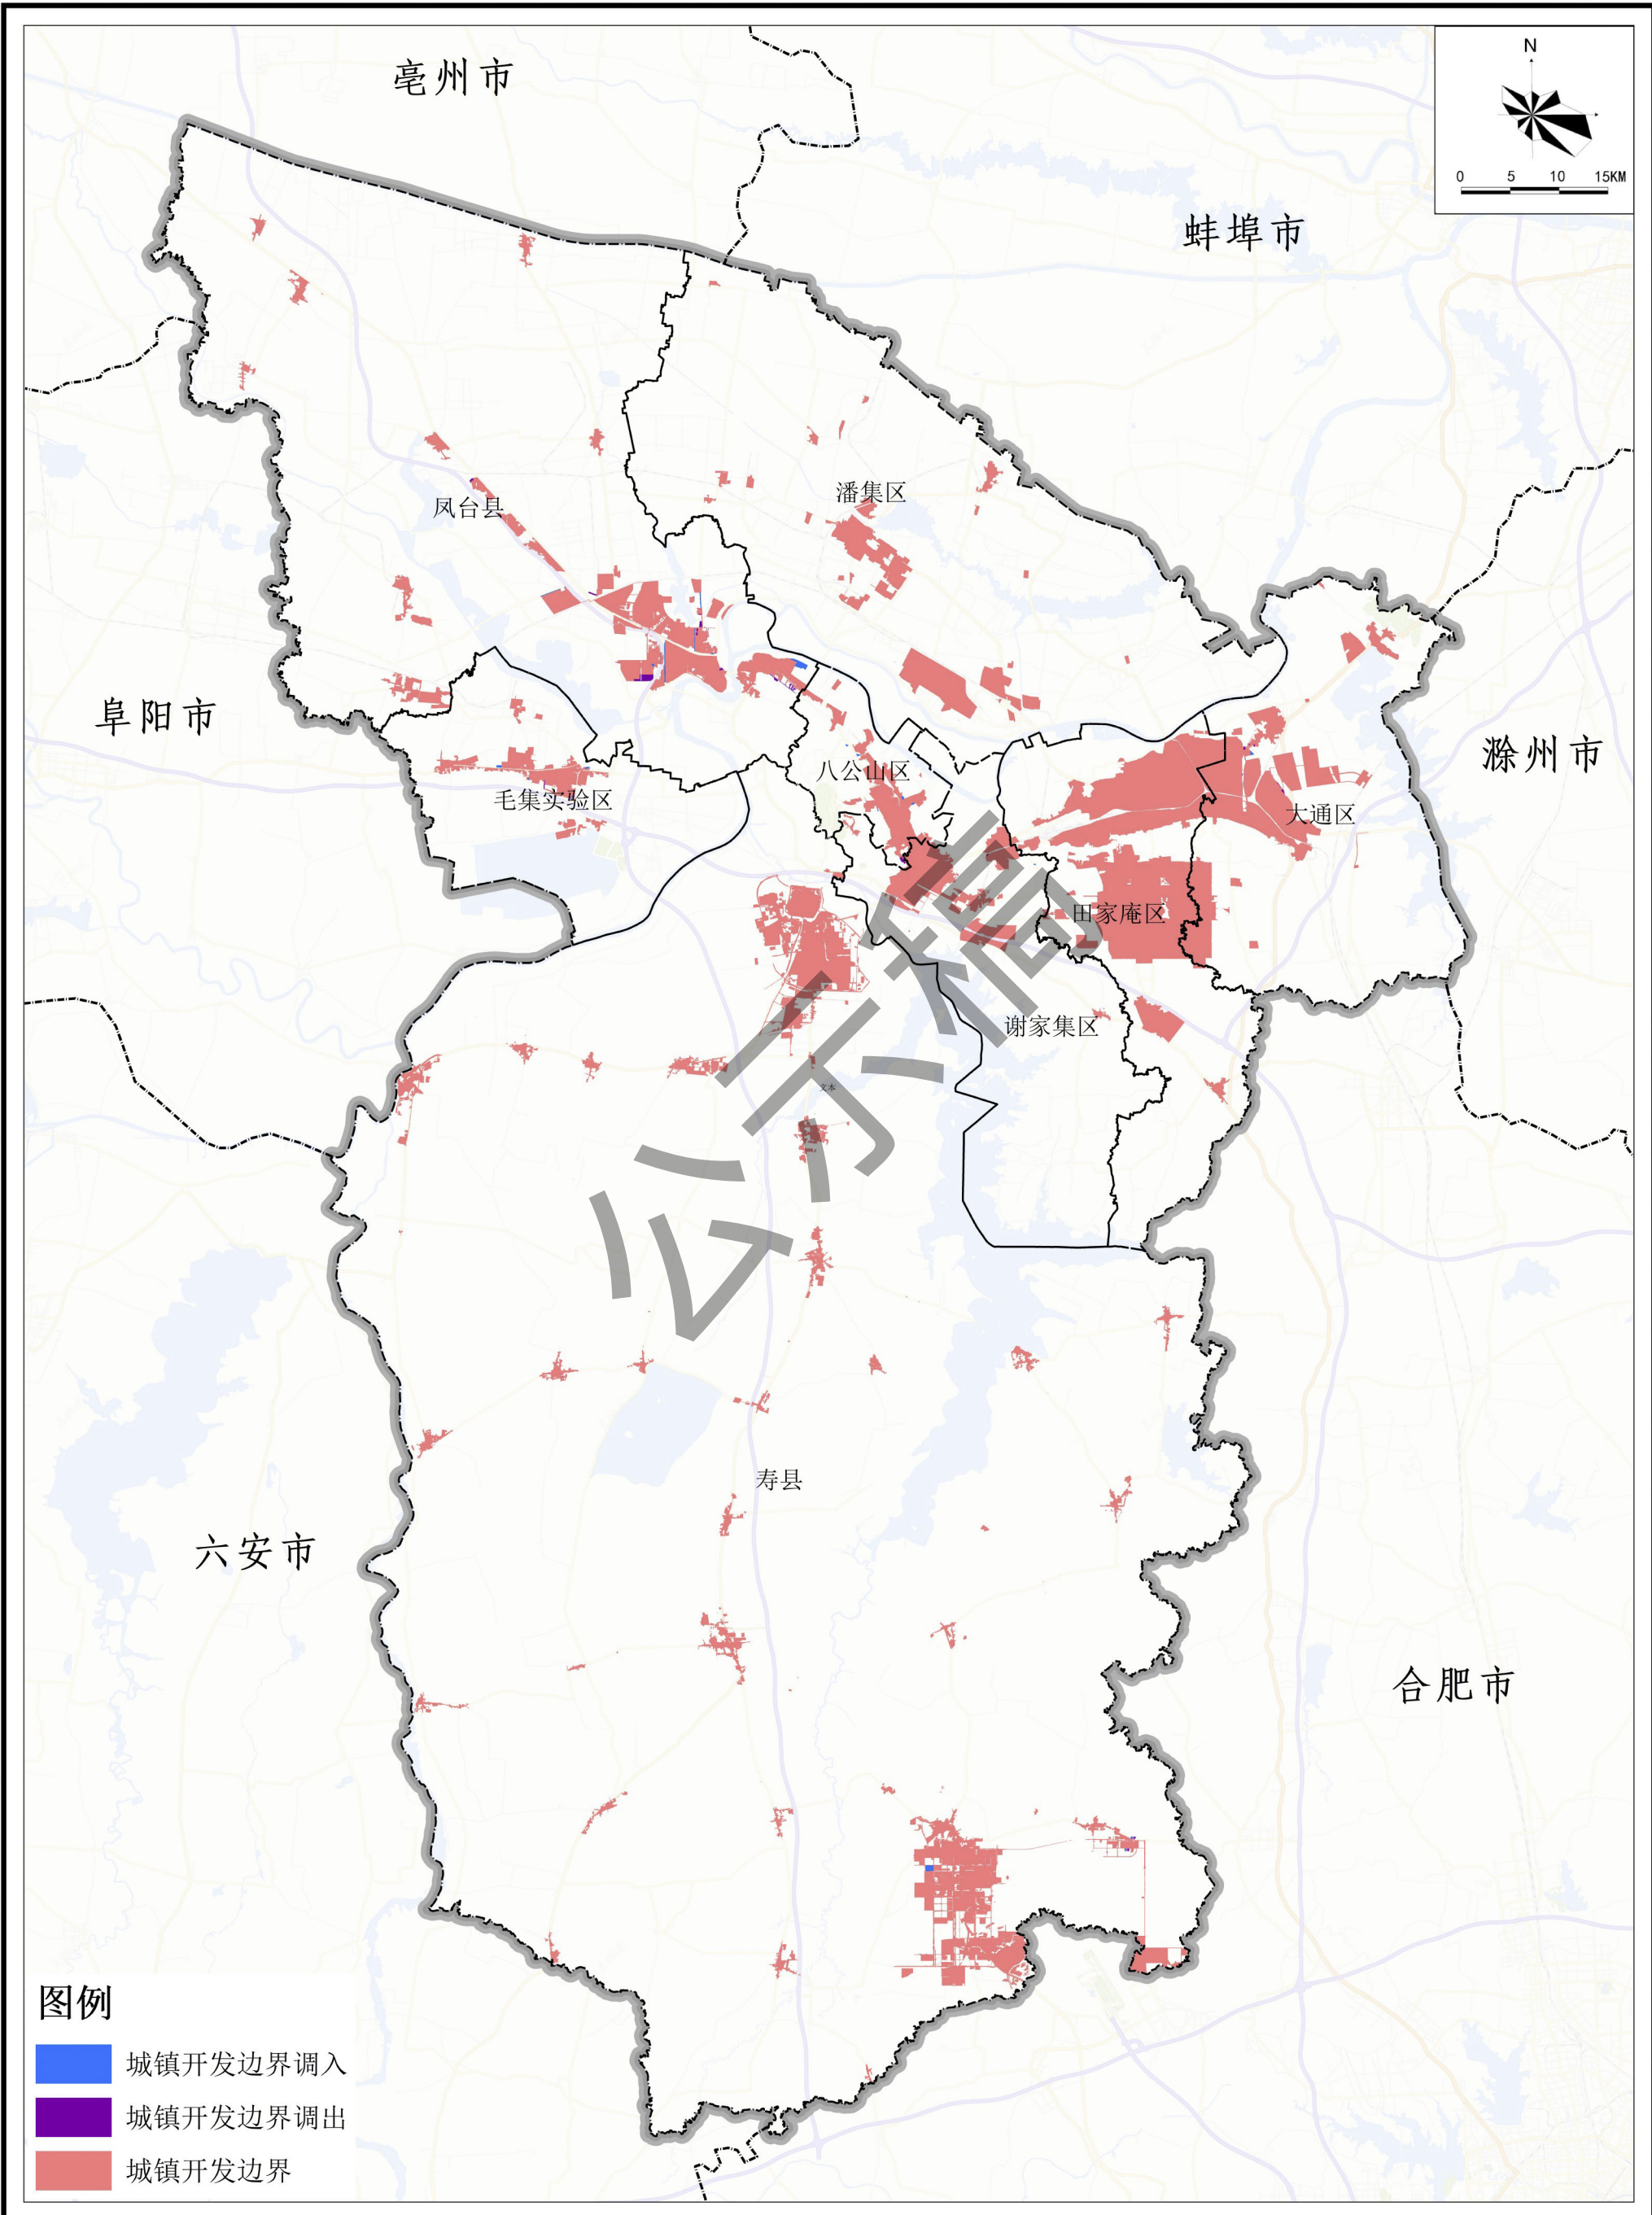 亳州市
N
0 5 10 15KM
蚌埠市
潘集区
凤台县
阜阳市
滁州市
八公山区
毛集实验区
大通区
田家庵区
谢家集区
文本
公示稿
寿县
六安市
合肥市
图例
城镇开发边界调入
城镇开发边界调出
城镇开发边界